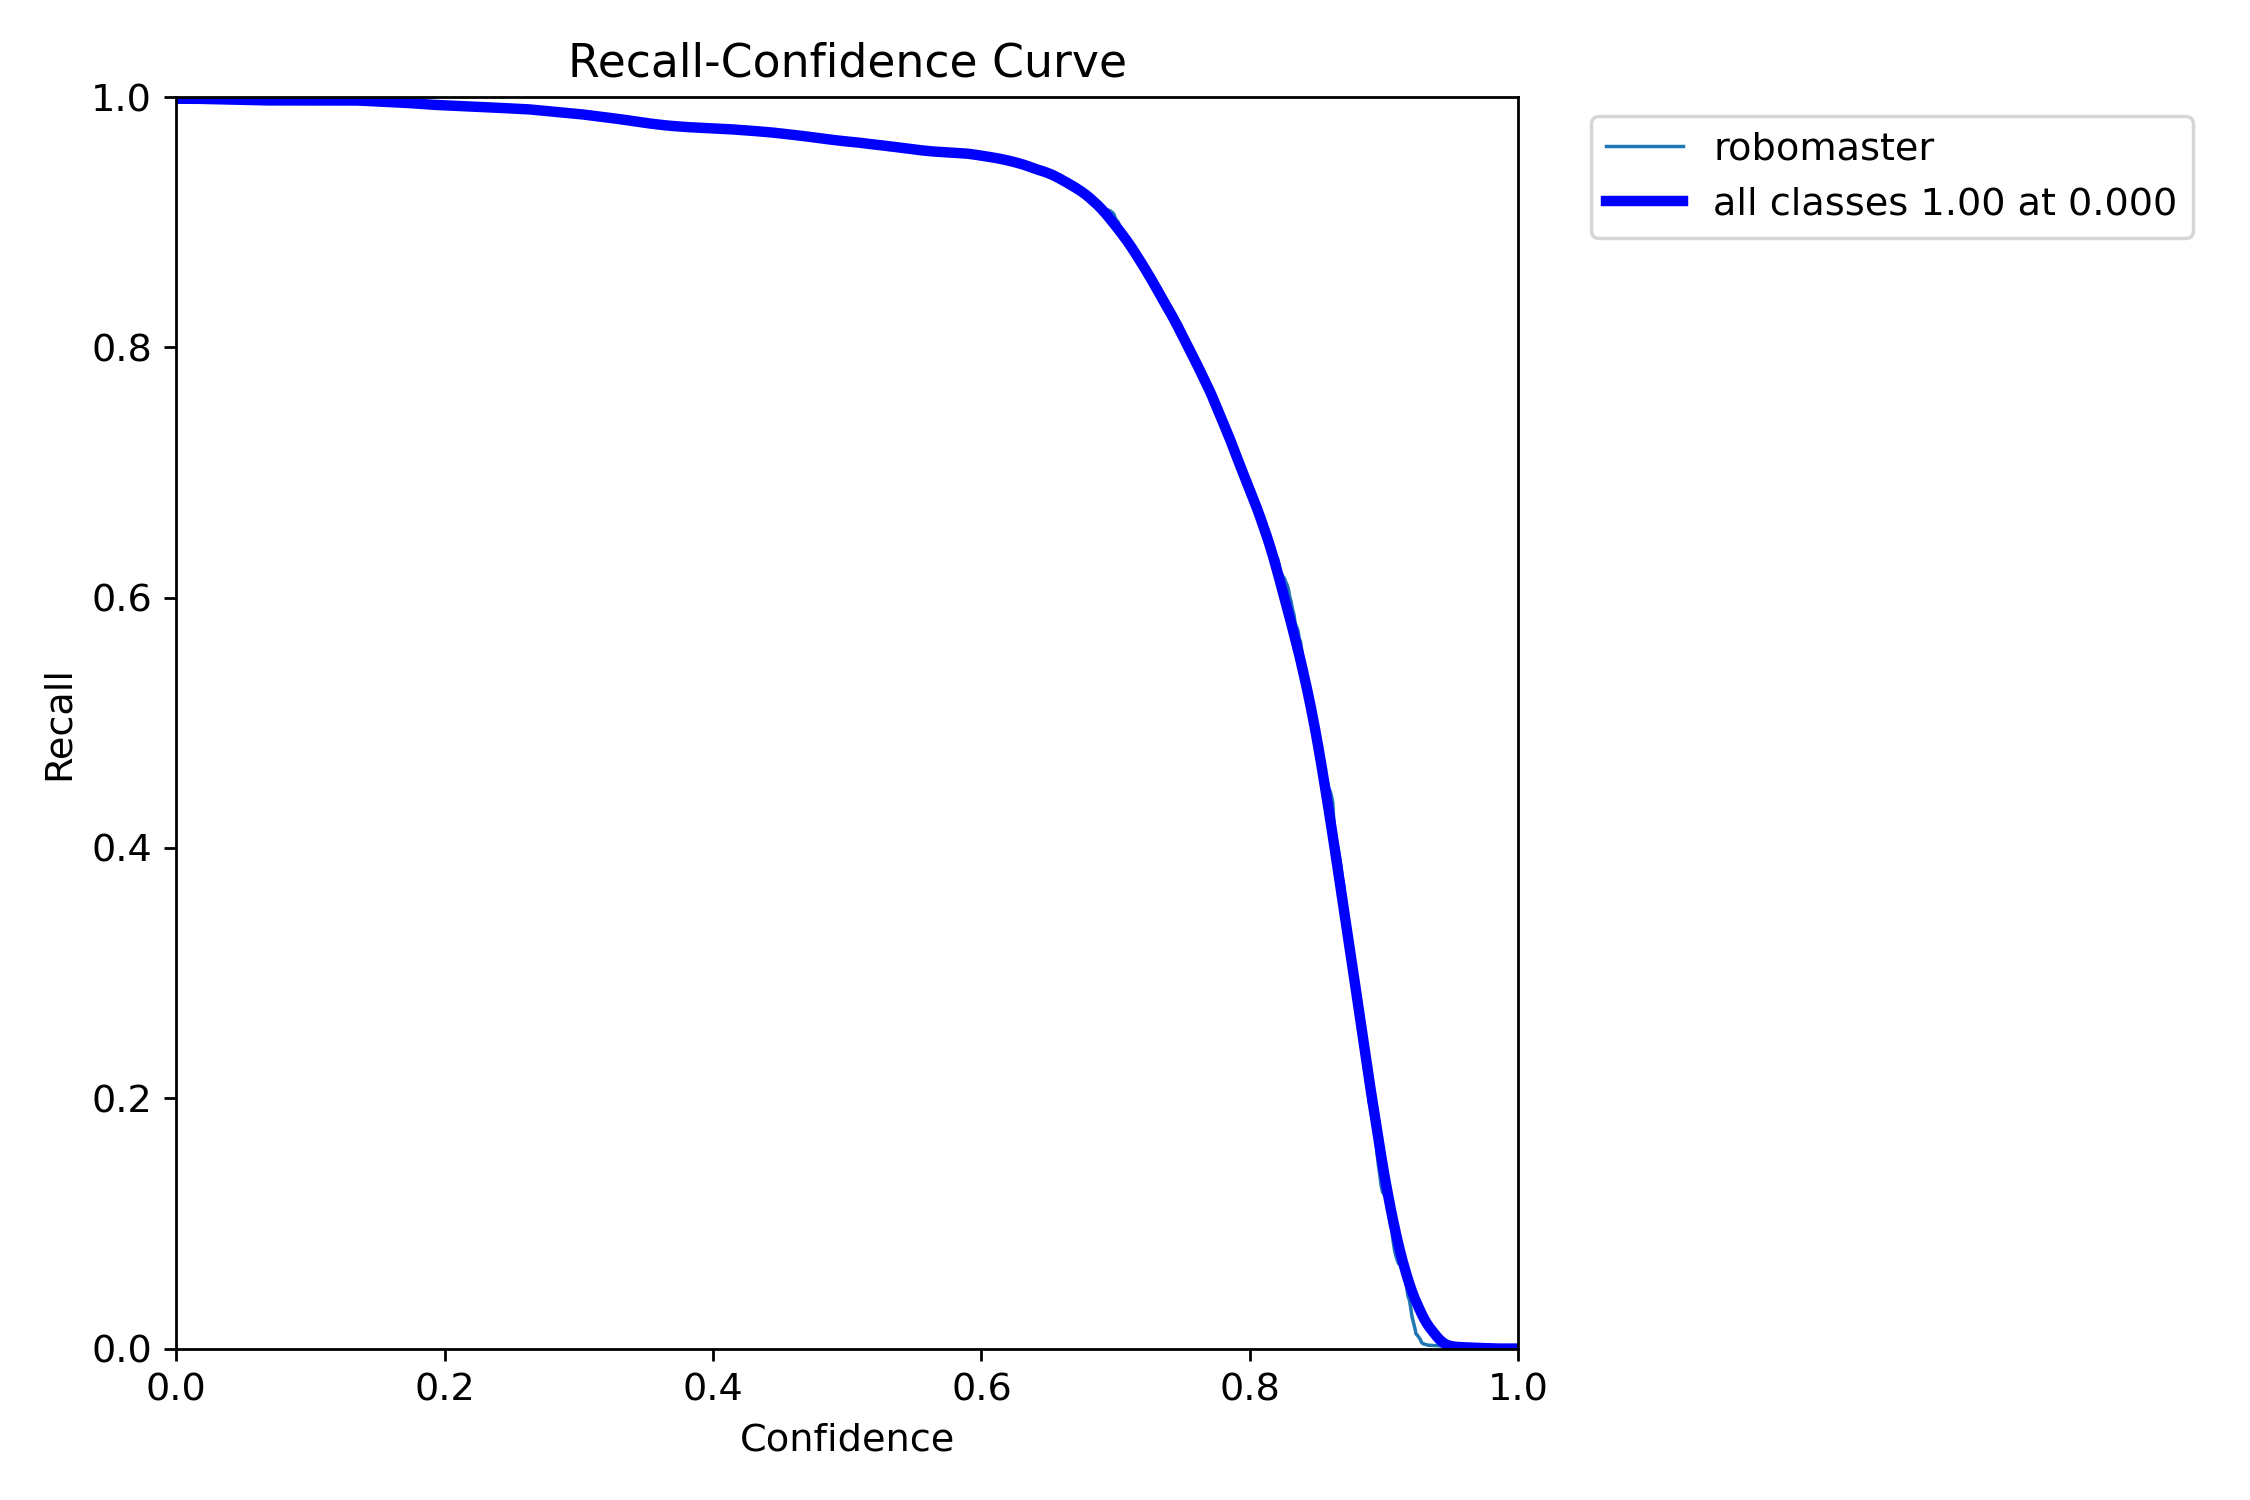 Recall-Confidence Curve
1.0
0.8
0.6
0.4
0.2
0.0
Recall
0.0 0.2 0.4 0.6 0.8 1.0
Confidence
robomaster
all classes 1.00 at 0.000